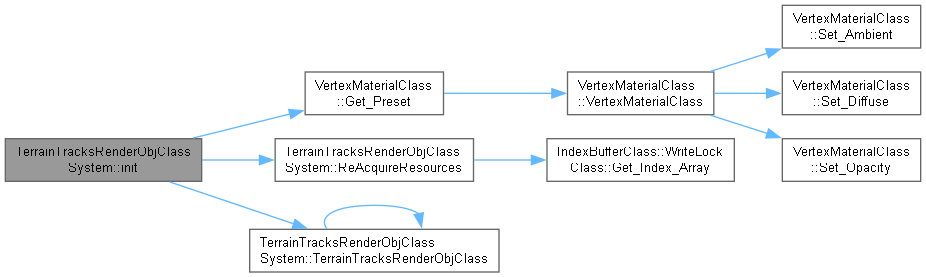 TerrainTracksRenderObjClass
System::init
VertexMaterialClass
::Get_Preset
TerrainTracksRenderObjClass
System::ReAcquireResources
TerrainTracksRenderObjClass
System::TerrainTracksRenderObjClass
VertexMaterialClass
::VertexMaterialClass
IndexBufferClass::WriteLock
Class::Get_Index_Array
VertexMaterialClass
::Set_Ambient
VertexMaterialClass
::Set_Diffuse
VertexMaterialClass
::Set_Opacity